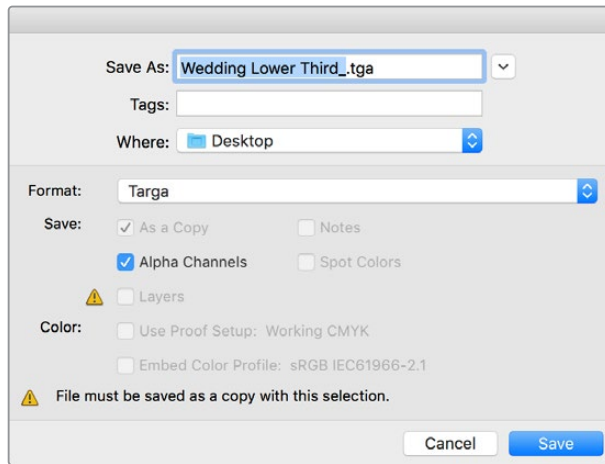 Save As: Wedding Lower Third_.tga
Tags:
Where: Desktop
Format: Targa
Save: As a Copy Notes
Alpha Channels Spot Colors
Layers
Color: Use Proof Setup: Working CMYK
Embed Color Profile: sRGB IEC61966-2.1
File must be saved as a copy with this selection.
Cancel Save